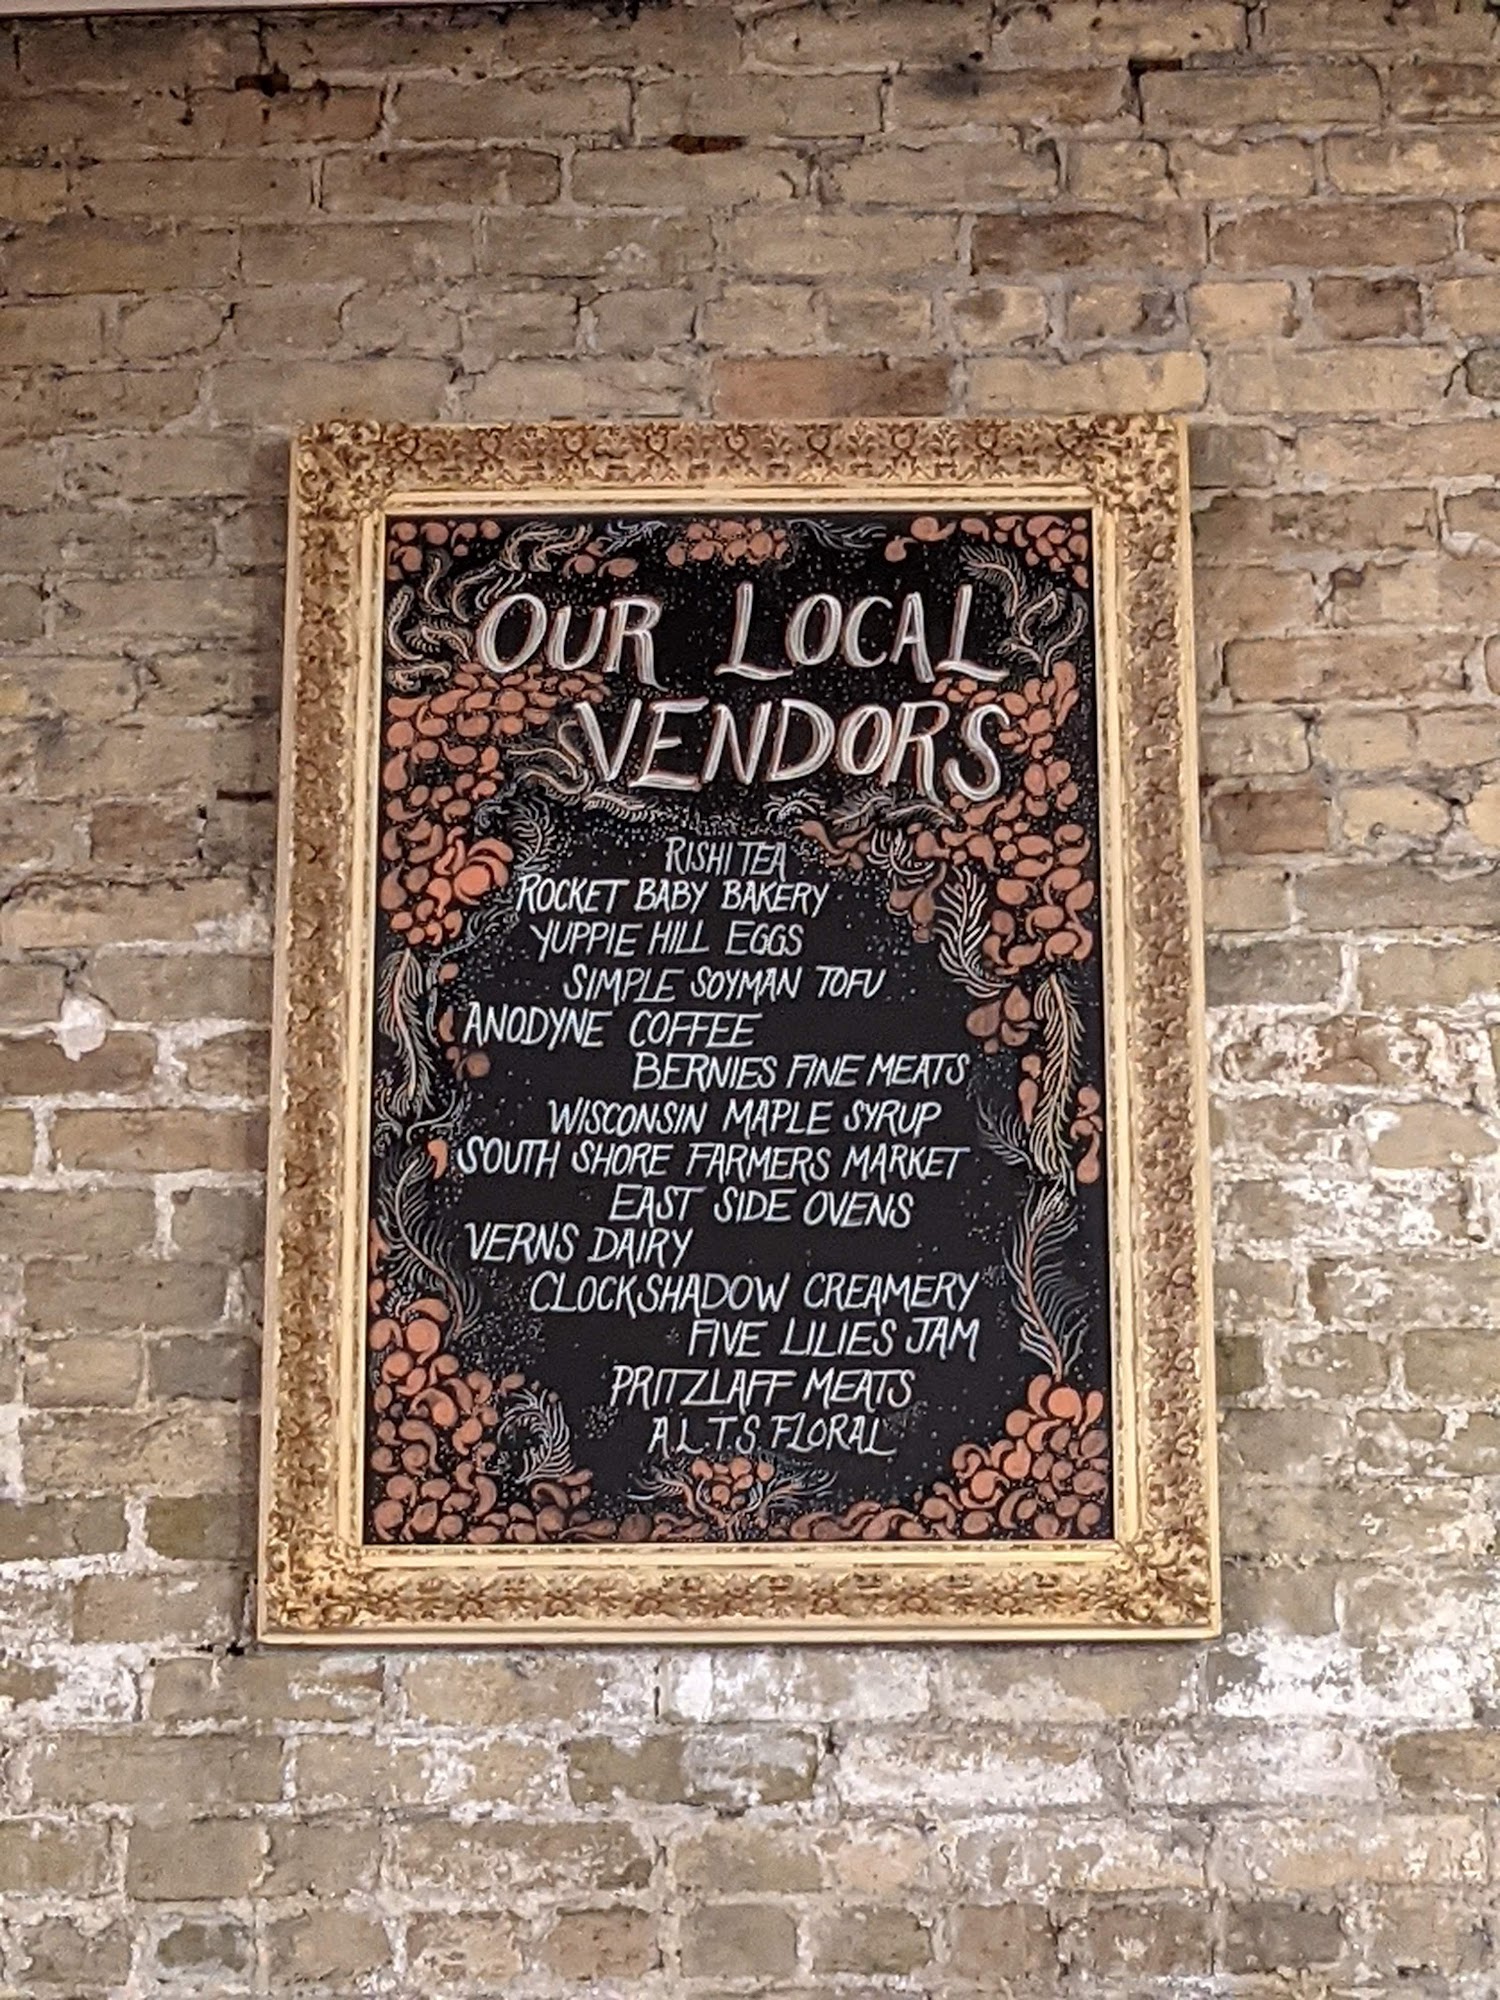 OUR LOCAL
VENDORS
RISHI TEA
ROCKET BABY BAKERY
YUPPIE HILL EGGS
SIMPLE SOYMAN TOFU
ANODYNE COFFEE
BERNIES FINE MEATS
WISCONSIN MAPLE SYRUP
SOUTH SHORE FARMERS MARKET
EAST SIDE OVENS
VERNS DAIRY
CLOCKSHADOW CREAMERY
FIVE LILIES JAM
PRITZLAFF MEATS
A.L.T.S FLORAL